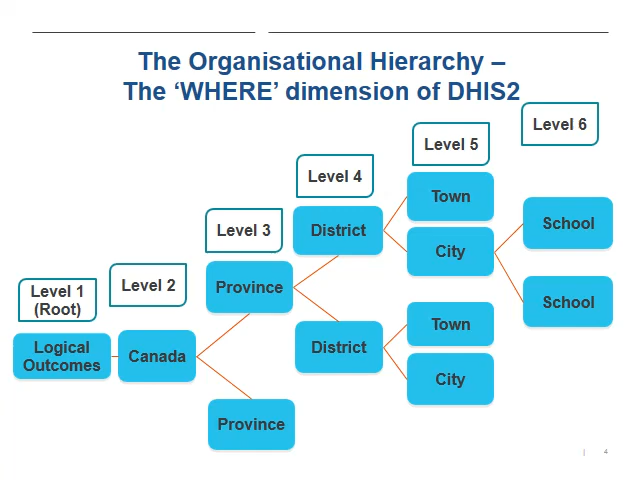 The Organisational Hierarchy –
The ‘WHERE’ dimension of DHIS2
Level 1
(Root)
Level 2
Level 3
Level 4
Level 5
Level 6
Logical
Outcomes
Canada
Province
Province
District
District
Town
City
Town
City
School
School
|
4